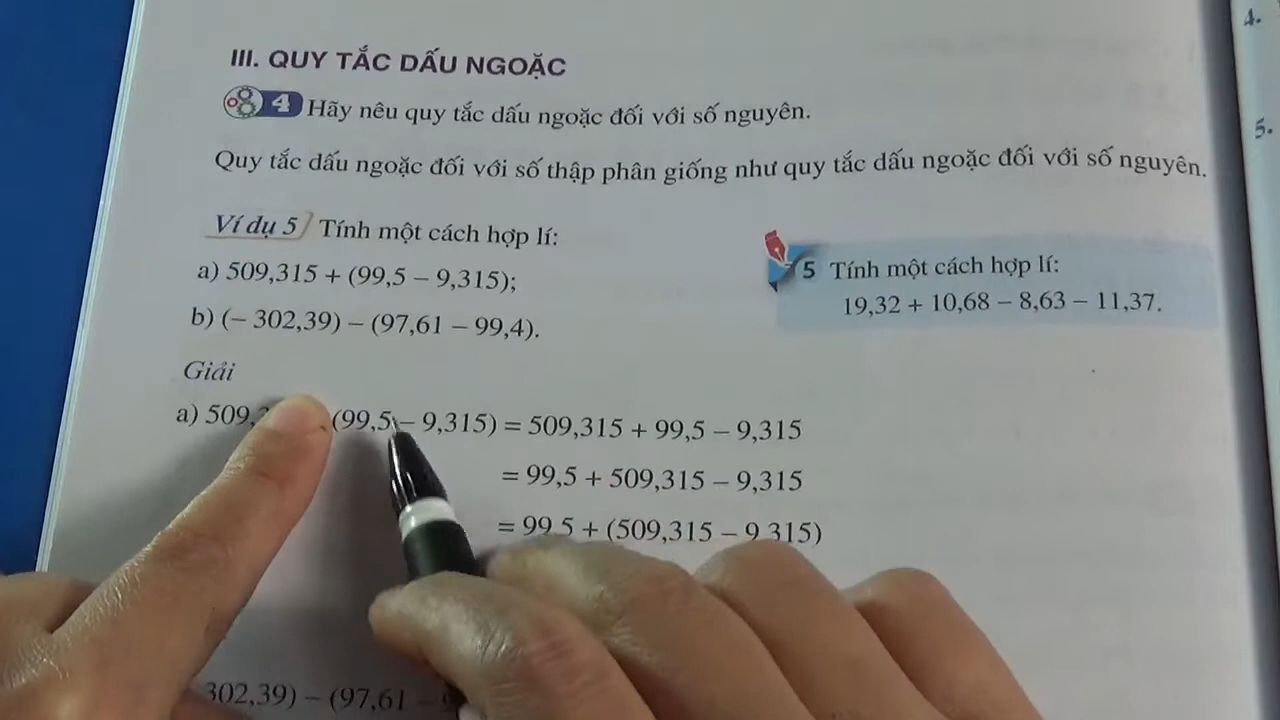 III. QUY TẮC DẤU NGOẶC
4 Hãy nêu quy tắc dấu ngoặc đối với số nguyên.
Quy tắc dấu ngoặc đối với số thập phân giống như quy tắc dấu ngoặc đối với số nguyên.
Ví dụ 5 Tính một cách hợp lí:
a) 509,315 + (99,5 – 9,315);
b) (– 302,39) – (97,61 – 99,4).
5 Tính một cách hợp lí:
19,32 + 10,68 – 8,63 – 11,37.
Giải
a) 509, (99,5 – 9,315) = 509,315 + 99,5 – 9,315
= 99,5 + 509,315 – 9,315
= 99,5 + (509,315 – 9,315)
302,39) – (97,61 –
4.
5.